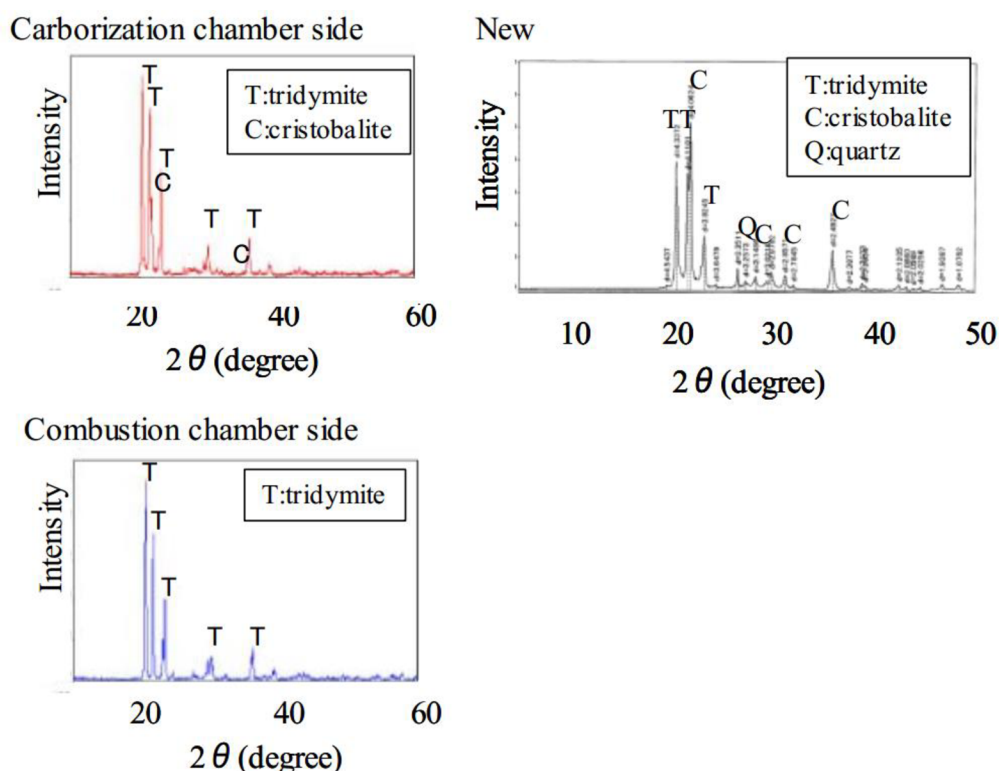 Carborization chamber side
Intensity
T
T
T
C
T
T
C
T:tridymite
C:cristobalite
20
40
60
2θ (degree)
New
Intensity
C
TT
T
Q
C
C
C
T:tridymite
C:cristobalite
Q:quartz
10
20
30
40
50
2θ (degree)
Combustion chamber side
Intensity
T
T
T
T
T
T:tridymite
20
40
60
2θ (degree)